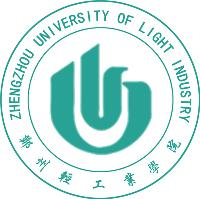 ZHENGZHOU UNIVERSITY OF LIGHT INDUSTRY
鄭州輕工業學院